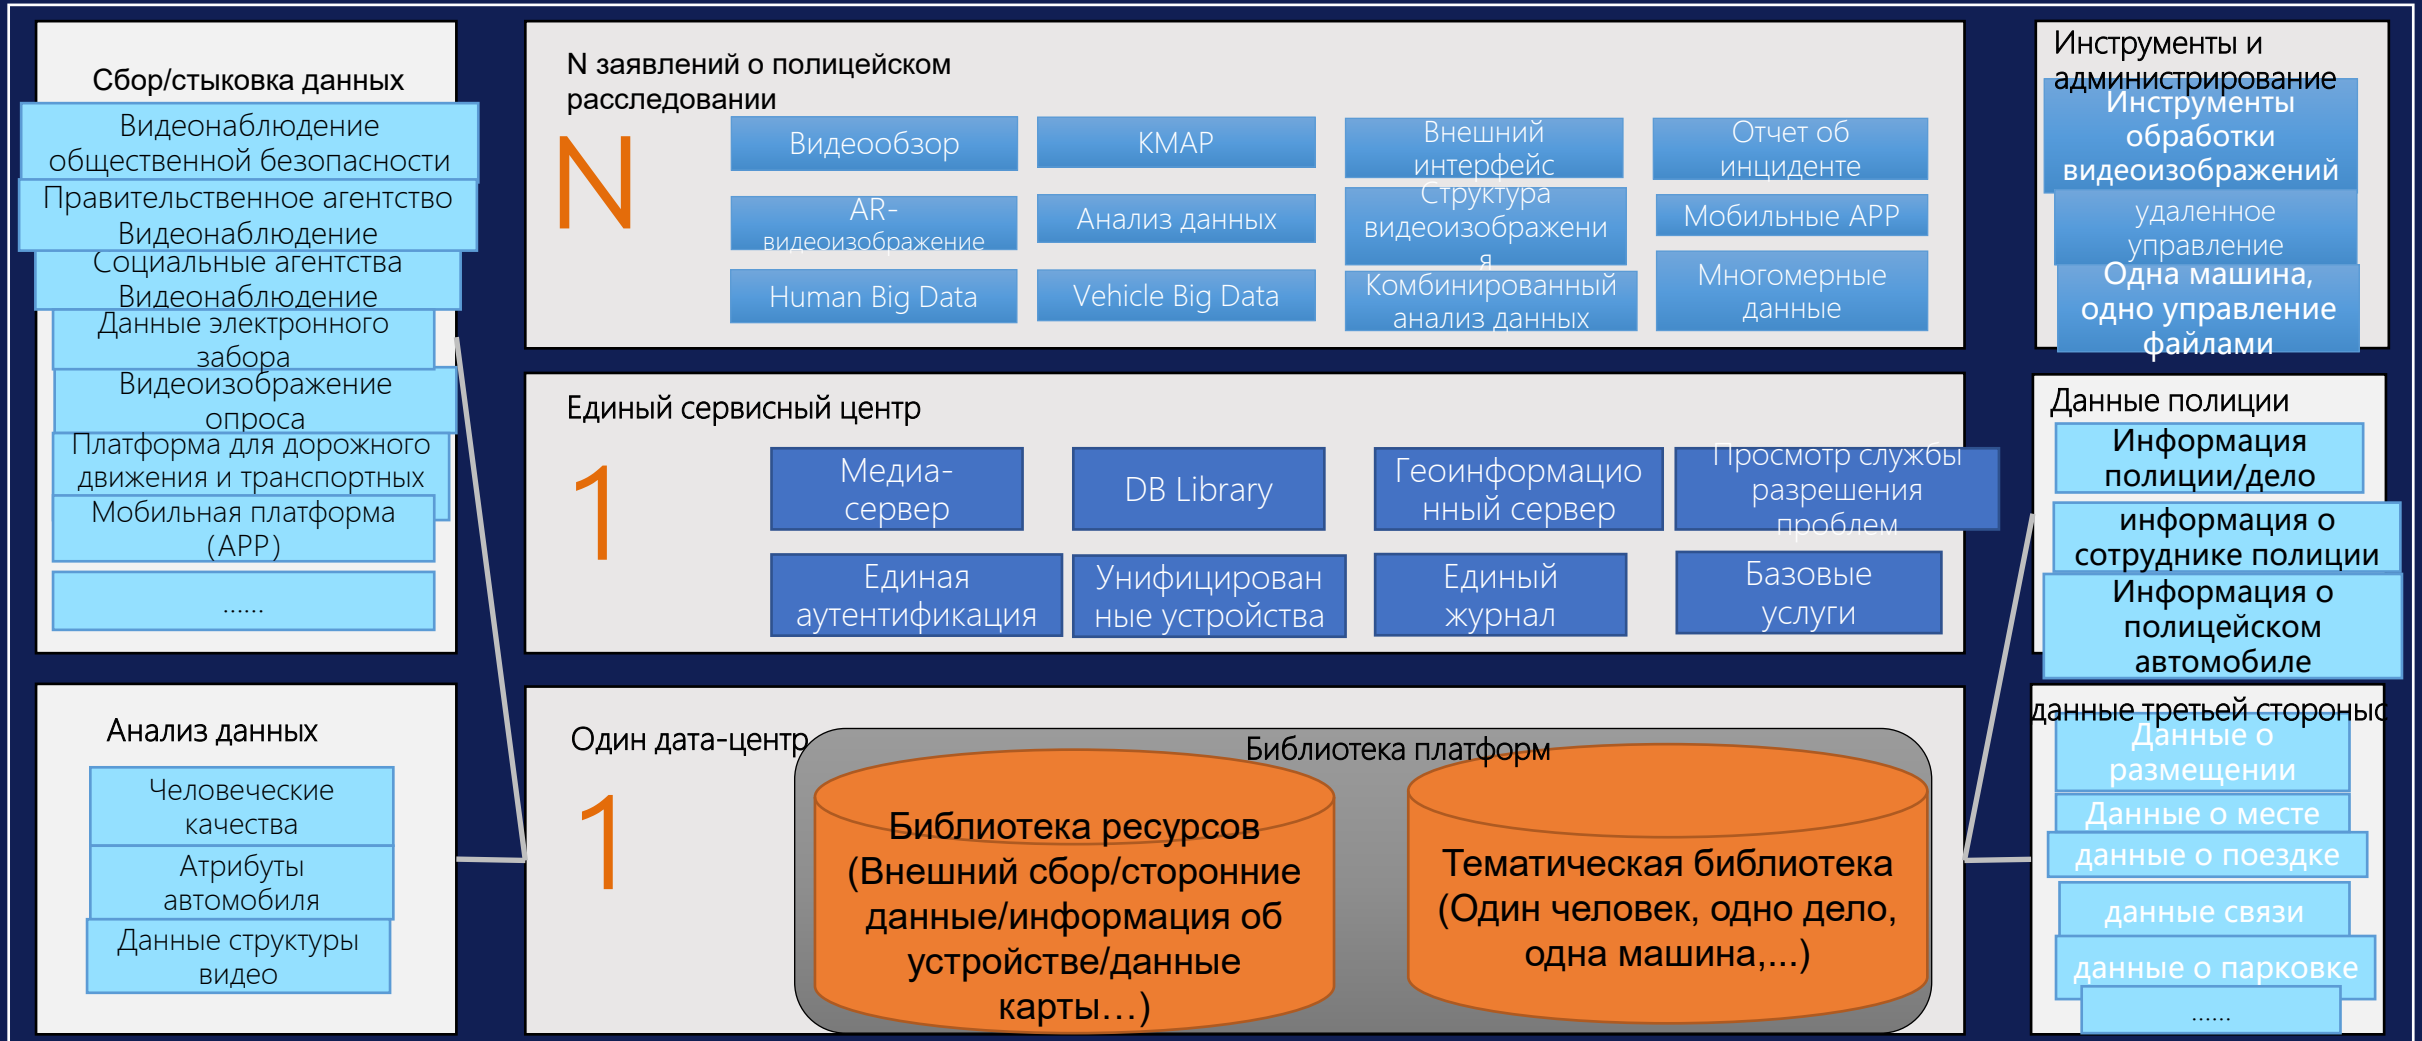 Сбор/стыковка данных
Видеонаблюдение
общественной безопасности
Правительственное агентство
Видеонаблюдение
Социальные агентства
Видеонаблюдение
Данные электронного
забора
Видеоизображение
опроса
Платформа для дорожного
движения и транспортных
Мобильная платформа
(APP)
......
Анализ данных
Человеческие
качества
Атрибуты
автомобиля
Данные структуры
видео
N заявлений о полицейском
расследовании
N
Видеообзор
KMAP
Внешний
интерфейс
Отчет об
инциденте
AR-
видеоизображение
Анализ данных
Структура
видеоизображени
я
Мобильные APP
Human Big Data
Vehicle Big Data
Комбинированный
анализ данных
Многомерные
данные
Единый сервисный центр
1
Медиа-
сервер
DB Library
Геоинформацио
нный сервер
Просмотр службы
разрешения
проблем
Единая
аутентификация
Унифицирован
ные устройства
Единый
журнал
Базовые
услуги
Один дата-центр
1
Библиотека платформ
Библиотека ресурсов
(Внешний сбор/сторонние
данные/информация об
устройстве/данные
карты…)
Тематическая библиотека
(Один человек, одно дело,
одна машина,...)
Инструменты и
администрирование
Инструменты
обработки
видеоизображений
удаленное
управление
Одна машина,
одно управление
файлами
Данные полиции
Информация
полиции/дело
информация о
сотруднике полиции
Информация о
полицейском
автомобиле
данные третьей стороныс
Данные о
размещении
Данные о месте
данные о поездке
данные связи
данные о парковке
......